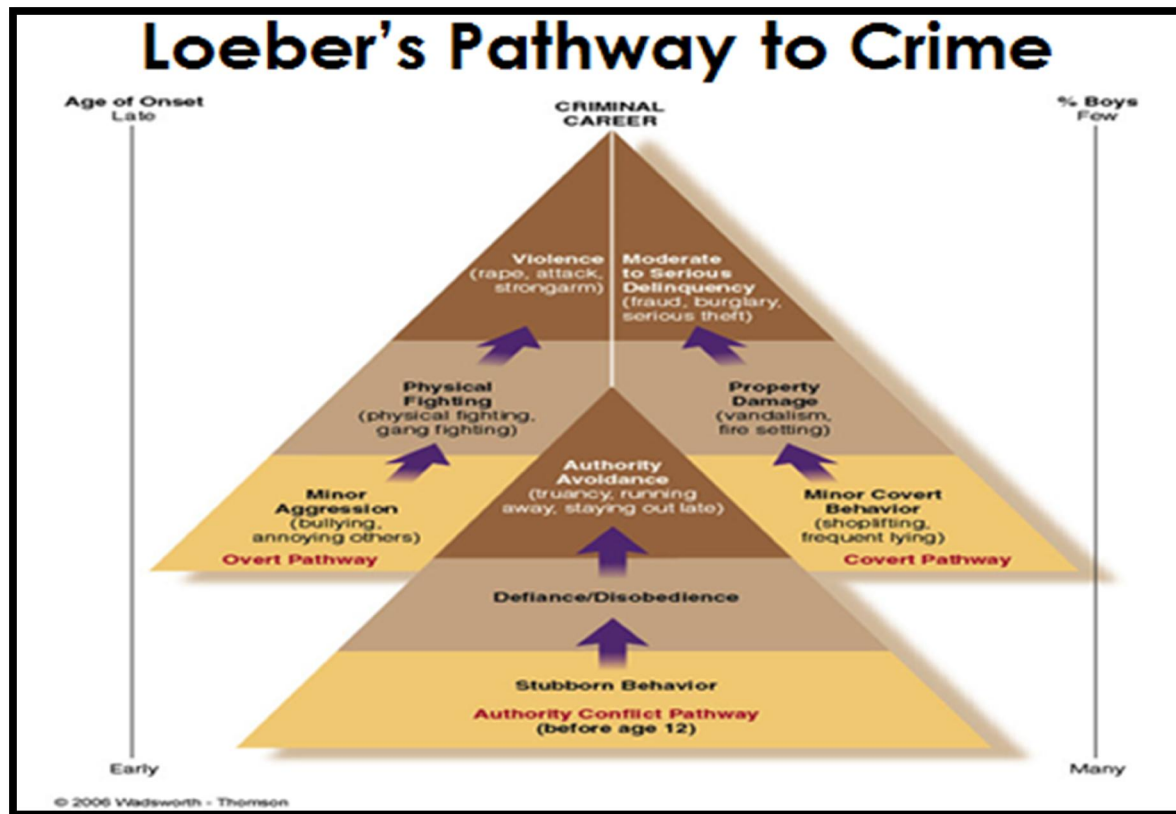 Loeber's Pathway to Crime
Age of Onset
Late
CRIMINAL
CAREER
% Boys
Few
Violence
(rape, attack,
strongarm)
Moderate
to Serious
Delinquency
(fraud, burglary,
serious theft)
Physical
Fighting
(physical fighting,
gang fighting)
Property
Damage
(vandalism,
fire setting)
Authority
Avoidance
(truancy, running
away, staying out late)
Minor
Aggression
(bullying,
annoying others)
Overt Pathway
Minor Covert
Behavior
(shoplifting,
frequent lying)
Covert Pathway
Defiance/Disobedience
Stubborn Behavior
Authority Conflict Pathway
(before age 12)
Early
Many
© 2006 Wadsworth - Thomson